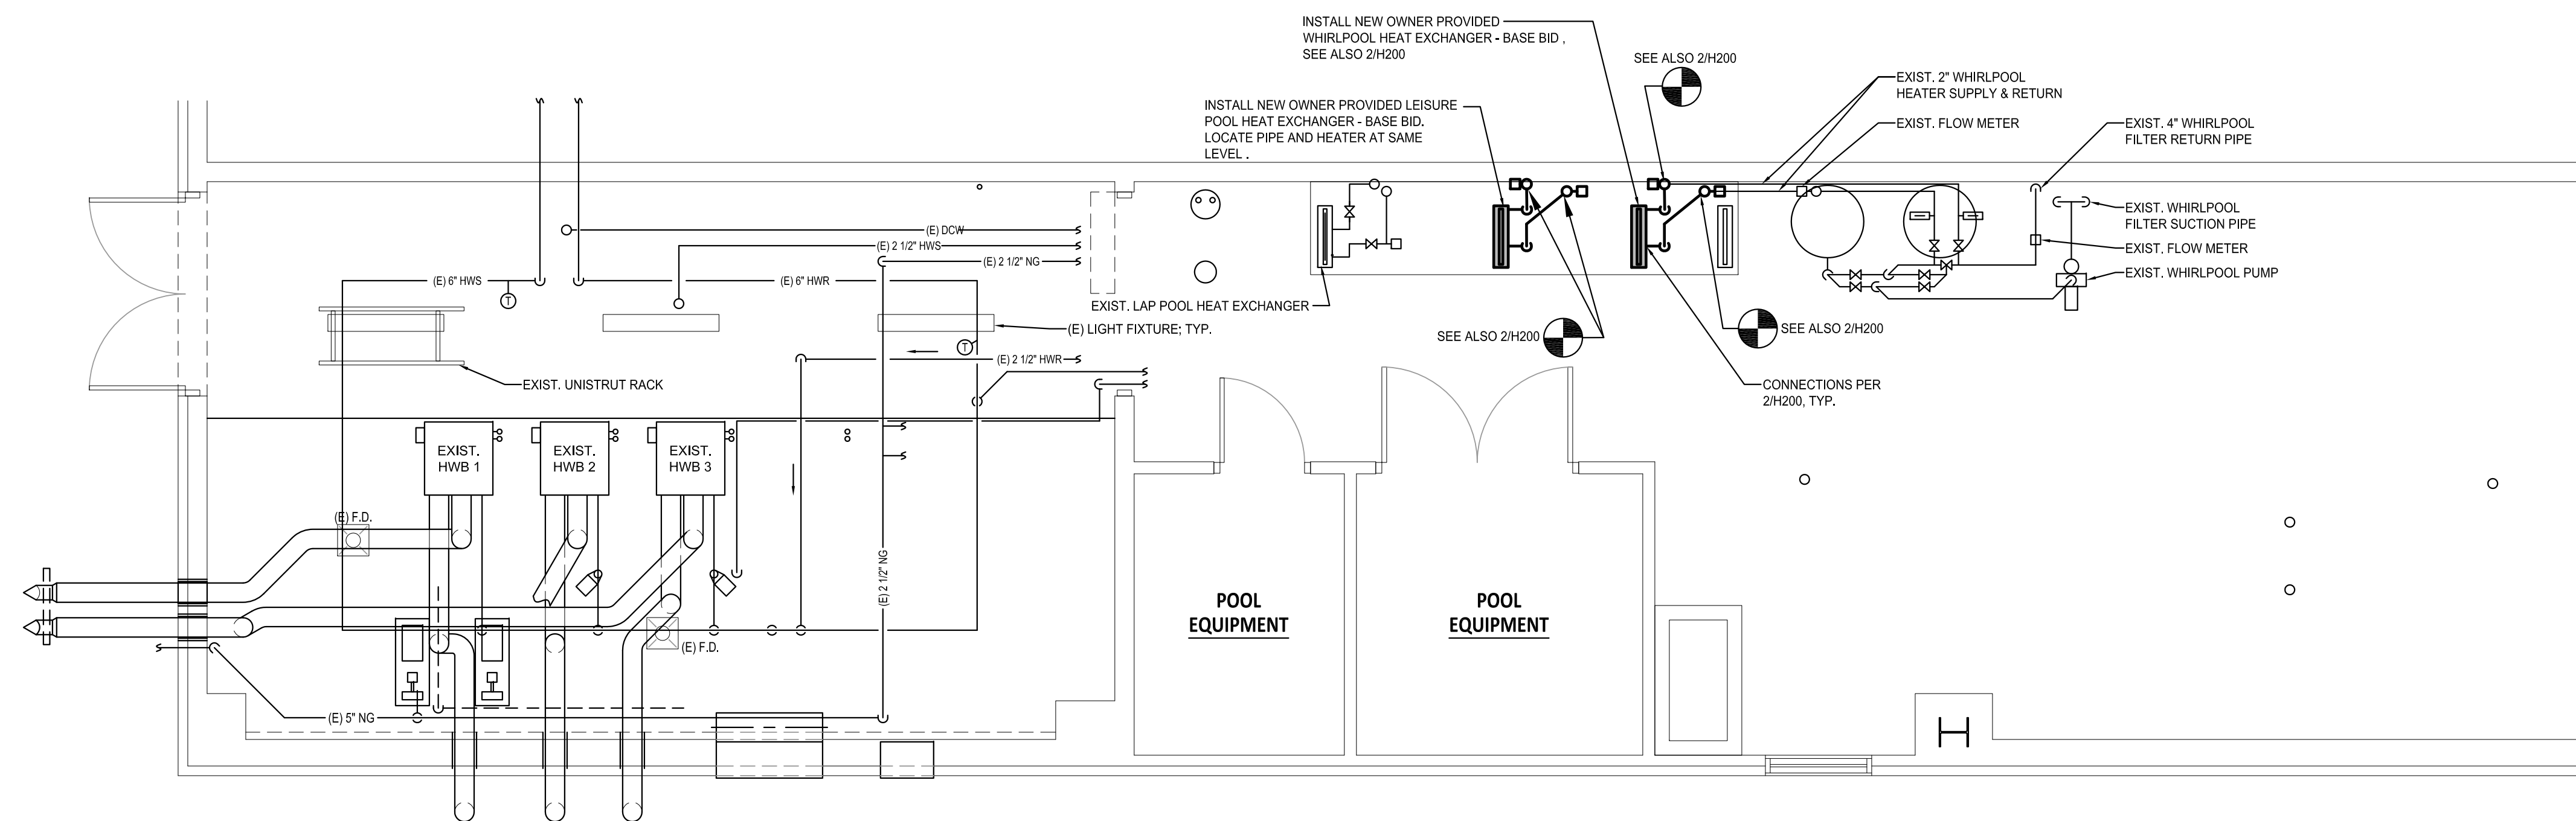 INSTALL NEW OWNER PROVIDED
WHIRLPOOL HEAT EXCHANGER - BASE BID ,
SEE ALSO 2/H200
SEE ALSO 2/H200
EXIST. 2" WHIRLPOOL
HEATER SUPPLY & RETURN
INSTALL NEW OWNER PROVIDED LEISURE
POOL HEAT EXCHANGER - BASE BID.
LOCATE PIPE AND HEATER AT SAME
LEVEL .
EXIST. FLOW METER
EXIST. 4" WHIRLPOOL
FILTER RETURN PIPE
EXIST. WHIRLPOOL
FILTER SUCTION PIPE
EXIST. FLOW METER
EXIST. WHIRLPOOL PUMP
(E) DCW
(E) 2 1/2" HWS
(E) 2 1/2" NG
(E) 6" HWS
(E) 6" HWR
T
EXIST. LAP POOL HEAT EXCHANGER
(E) LIGHT FIXTURE; TYP.
SEE ALSO 2/H200
SEE ALSO 2/H200
T
(E) 2 1/2" HWR
EXIST. UNISTRUT RACK
CONNECTIONS PER
2/H200, TYP.
EXIST.
HWB 1
EXIST.
HWB 2
EXIST.
HWB 3
(E) F.D.
(E) 2 1/2" NG
POOL
EQUIPMENT
POOL
EQUIPMENT
(E) F.D.
(E) 5" NG